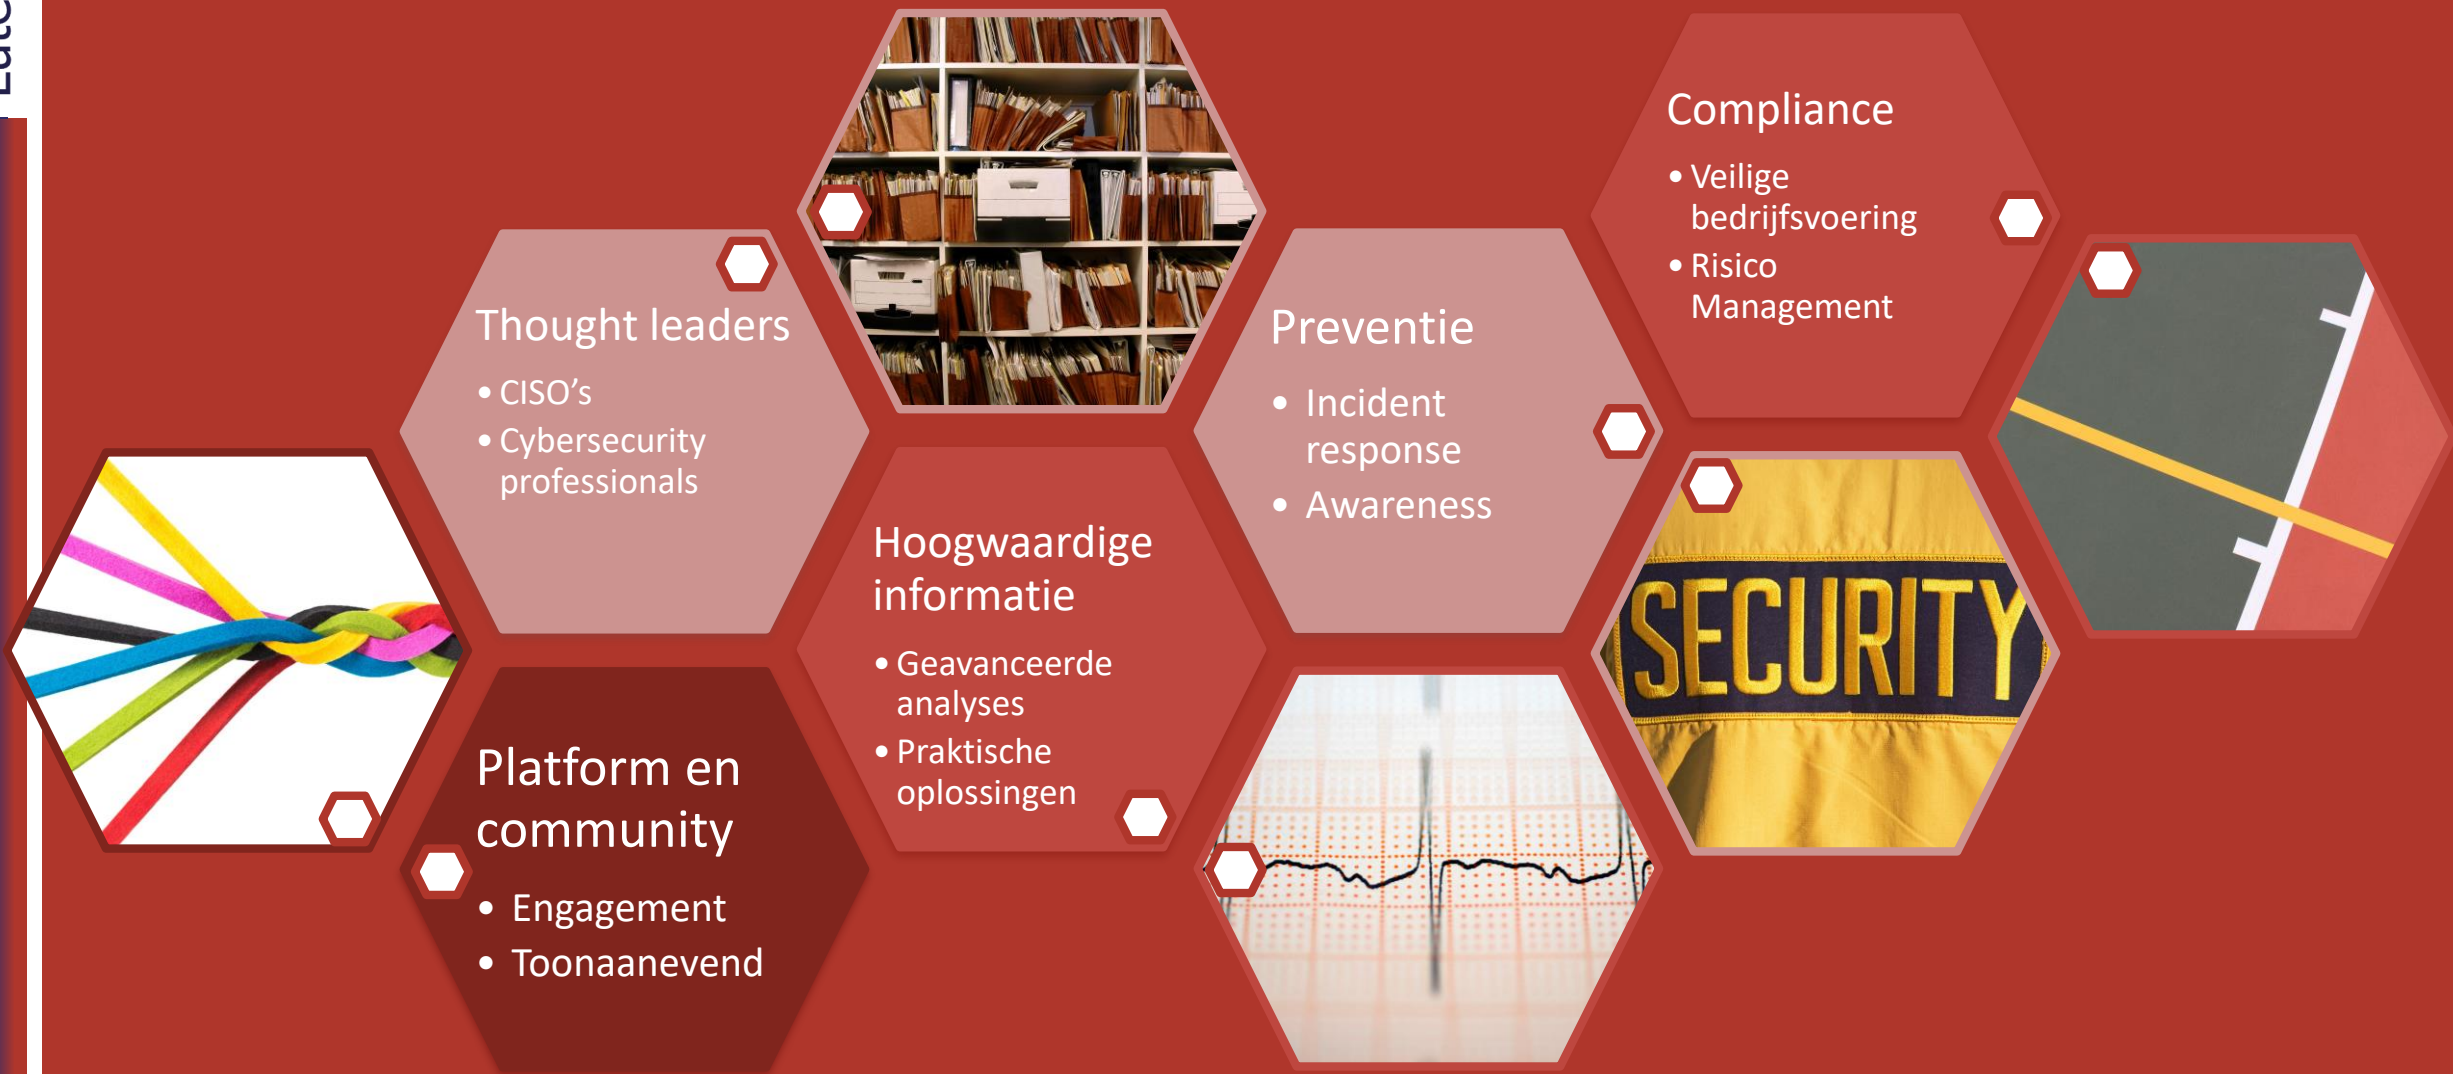 Thought leaders
• CISO's
• Cybersecurity
professionals
Platform en
community
• Engagement
• Toonaanevend
Hoogwaardige
informatie
• Geavanceerde
analyses
• Praktische
oplossingen
Preventie
• Incident
response
• Awareness
Compliance
• Veilige
bedrijfsvoering
• Risico
Management
SECURITY